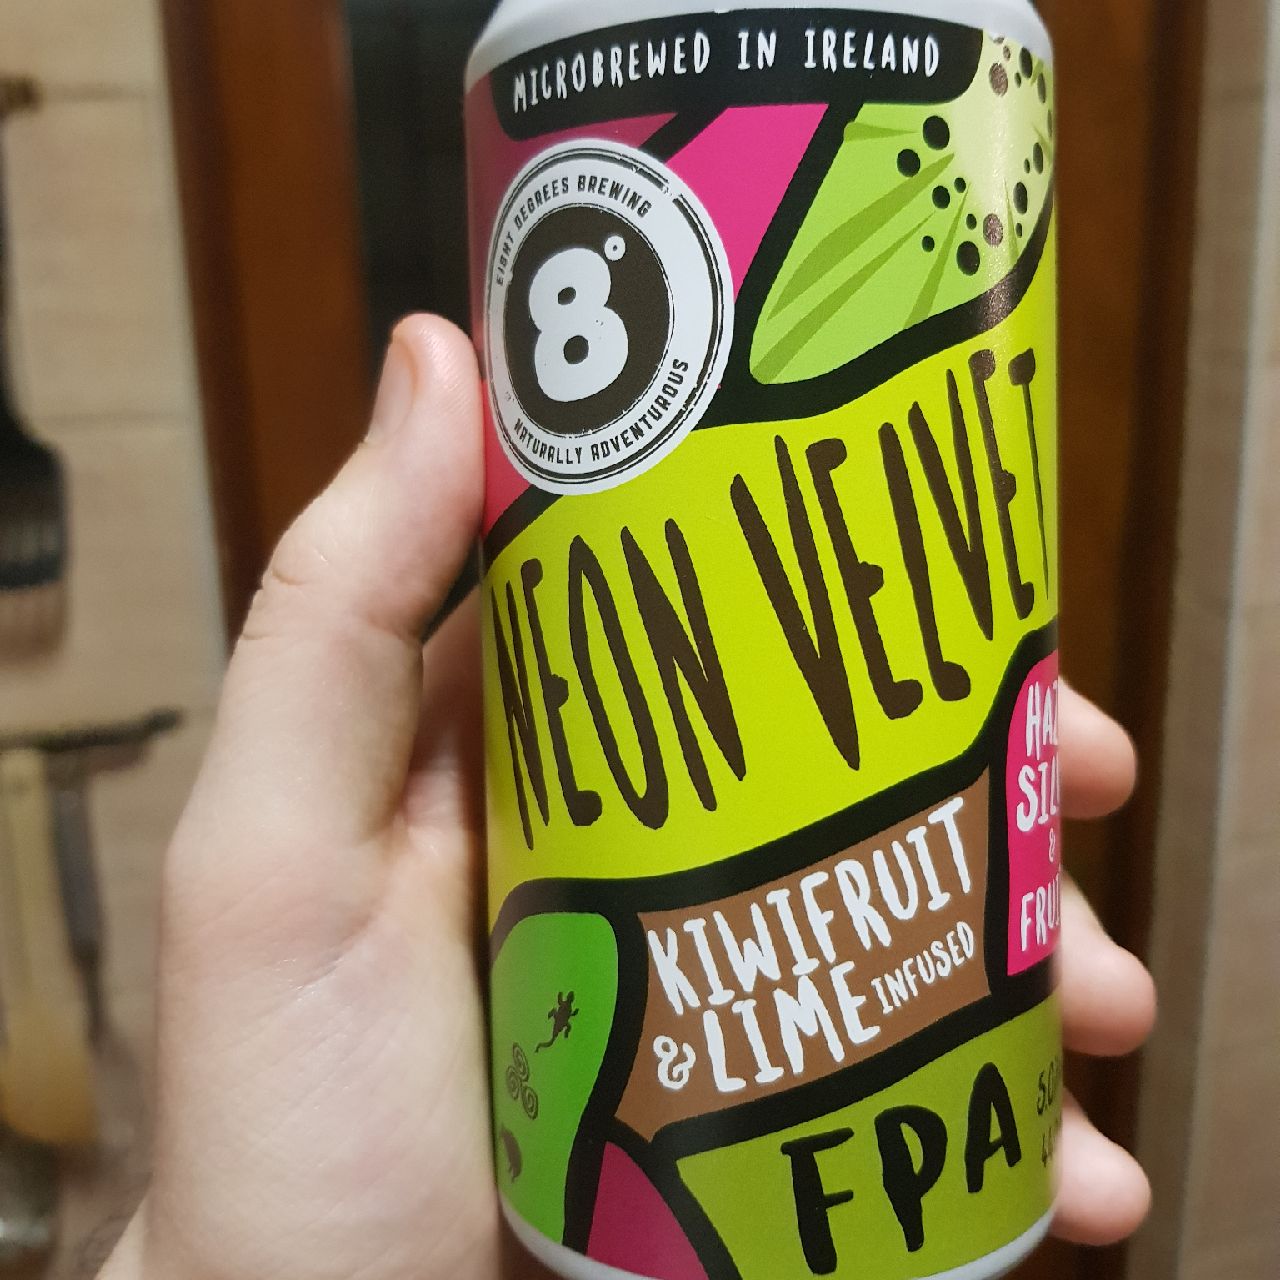 MICROBREWED IN IRELAND
EIGHT DEGREES BREWING
8°
NATURALLY ADVENTUROUS
NEON VELVET
KIWIFRUIT
& LIME INFUSED
&
FPA